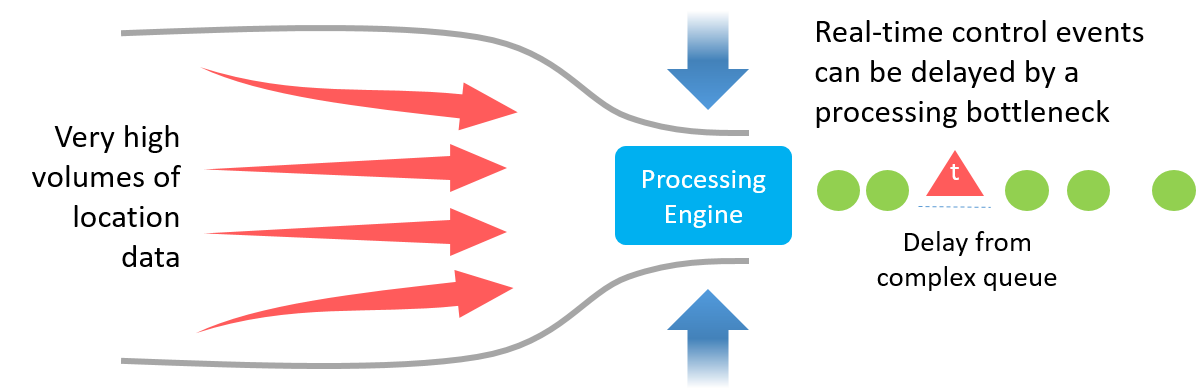 Very high
volumes of
location
data
Processing
Engine
Real-time control events
can be delayed by a
processing bottleneck
t
Delay from
complex queue